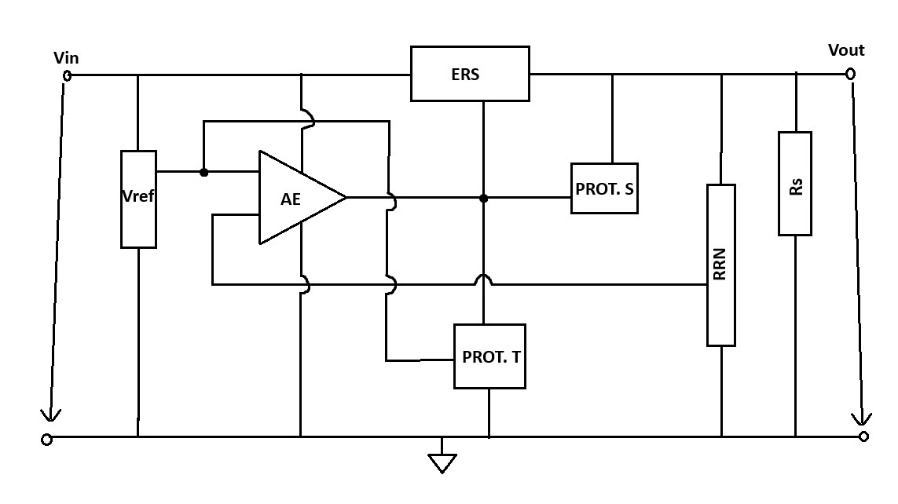 Vin
Vout
ERS
Vref
AE
PROT. S
Rs
RRN
PROT. T